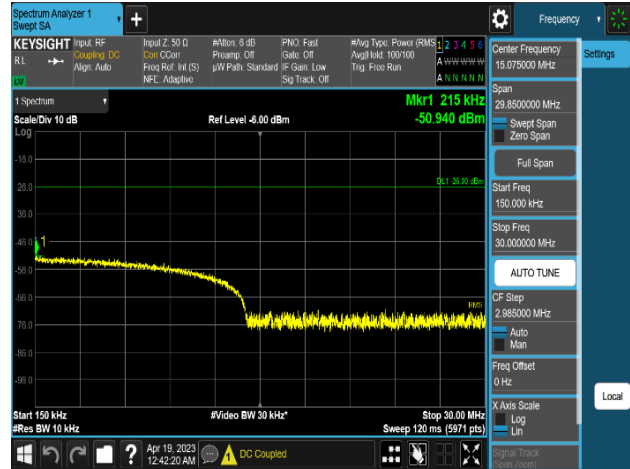 Spectrum Analyzer 1
Swept SA
Frequency
KEYSIGHT
RL
LW
Input: RF
Coupling: DC
Align: Auto
Input Z: 50 Ω
Corr CCorr
Freq Ref: Int (S)
NFE: Adaptive
#Atten: 6 dB
Preamp: Off
µW Path: Standard
PNO: Fast
Gate: Off
IF Gain: Low
Sig Track: Off
#Avg Type: Power (RMS
Avg|Hold: 100/100
Trig: Free Run
1 2 3 4 5 6
A WW WW W
A N N N N N
1 Spectrum
Scale/Div 10 dB
Log
Ref Level -6.00 dBm
Mkr1 215 kHz
-50.940 dBm
-16.0
-26.0
-36.0
-46.0
-56.0
-66.0
-76.0
-86.0
-96.0
DL1 -26.00 dBm
1
RMS
Start 150 kHz
#Res BW 10 kHz
#Video BW 30 kHz*
Stop 30.00 MHz
Sweep 120 ms (5971 pts)
Center Frequency
15.075000 MHz
Span
29.8500000 MHz
Swept Span
Zero Span
Full Span
Start Freq
150.000 kHz
Stop Freq
30.000000 MHz
AUTO TUNE
CF Step
2.985000 MHz
Auto
Man
Freq Offset
0 Hz
X Axis Scale
Log
Lin
Signal Track
(Span Zoom)
Settings
Local
?
Apr 19, 2023
12:42:20 AM
DC Coupled